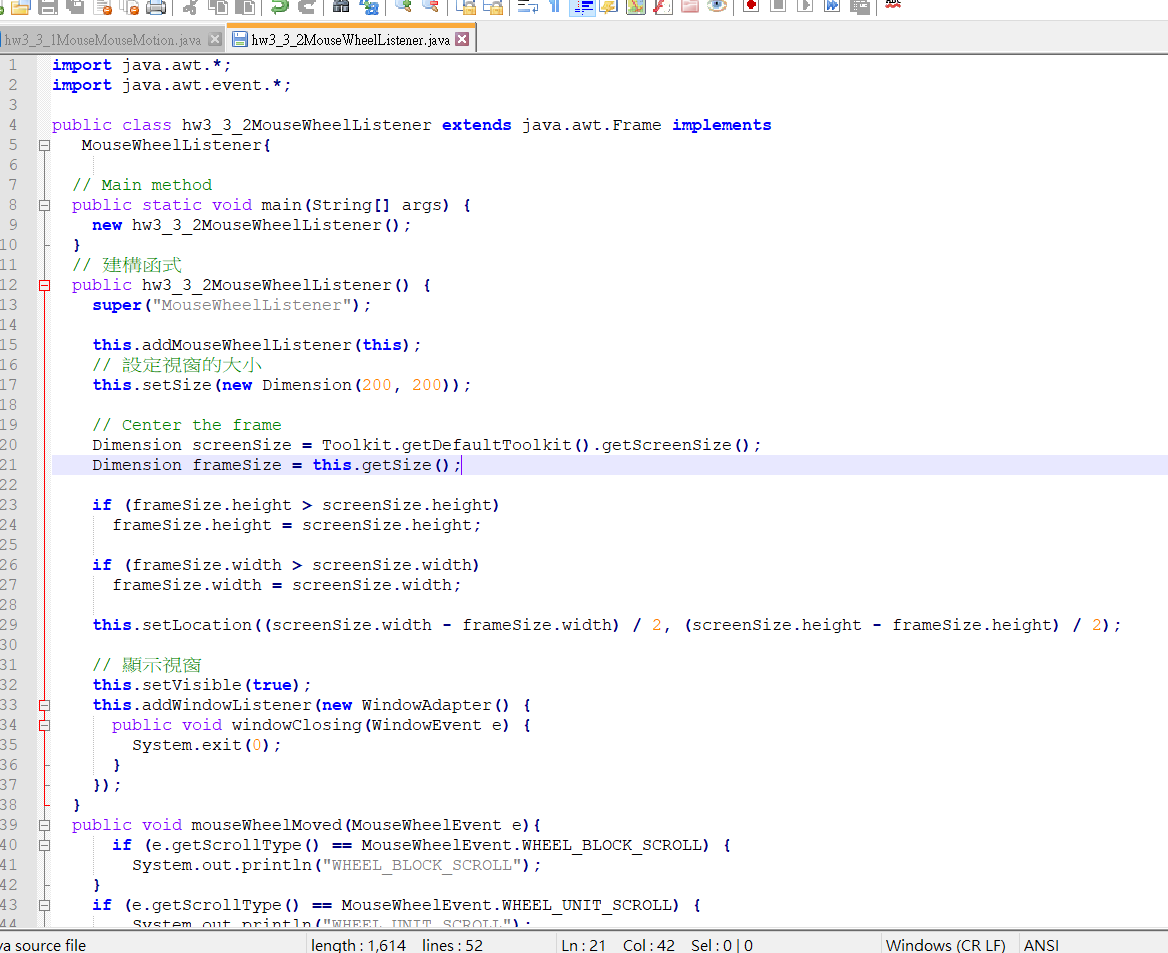 hw3_3_1MouseMouseMotion.java hw3_3_2MouseWheelListener.java
1 import java.awt.*;
2 import java.awt.event.*;
3
4 public class hw3_3_2MouseWheelListener extends java.awt.Frame implements
5 MouseWheelListener{
6
7 // Main method
8 public static void main(String[] args) {
9 new hw3_3_2MouseWheelListener();
10 }
11 // 建構函式
12 public hw3_3_2MouseWheelListener() {
13 super("MouseWheelListener");
14
15 this.addMouseWheelListener(this);
16 // 設定視窗的大小
17 this.setSize(new Dimension(200, 200));
18
19 // Center the frame
20 Dimension screenSize = Toolkit.getDefaultToolkit().getScreenSize();
21 Dimension frameSize = this.getSize();
22
23 if (frameSize.height > screenSize.height)
24 frameSize.height = screenSize.height;
25
26 if (frameSize.width > screenSize.width)
27 frameSize.width = screenSize.width;
28
29 this.setLocation((screenSize.width - frameSize.width) / 2, (screenSize.height - frameSize.height) / 2);
30
31 // 顯示視窗
32 this.setVisible(true);
33 this.addWindowListener(new WindowAdapter() {
34 public void windowClosing(WindowEvent e) {
35 System.exit(0);
36 }
37 });
38 }
39 public void mouseWheelMoved(MouseWheelEvent e){
40 if (e.getScrollType() == MouseWheelEvent.WHEEL_BLOCK_SCROLL) {
41 System.out.println("WHEEL_BLOCK_SCROLL");
42 }
43 if (e.getScrollType() == MouseWheelEvent.WHEEL_UNIT_SCROLL) {
44 System.out.println("WHEEL_UNIT_SCROLL");
va source file length : 1,614 lines : 52 Ln : 21 Col : 42 Sel : 0 | 0 Windows (CR LF) ANSI